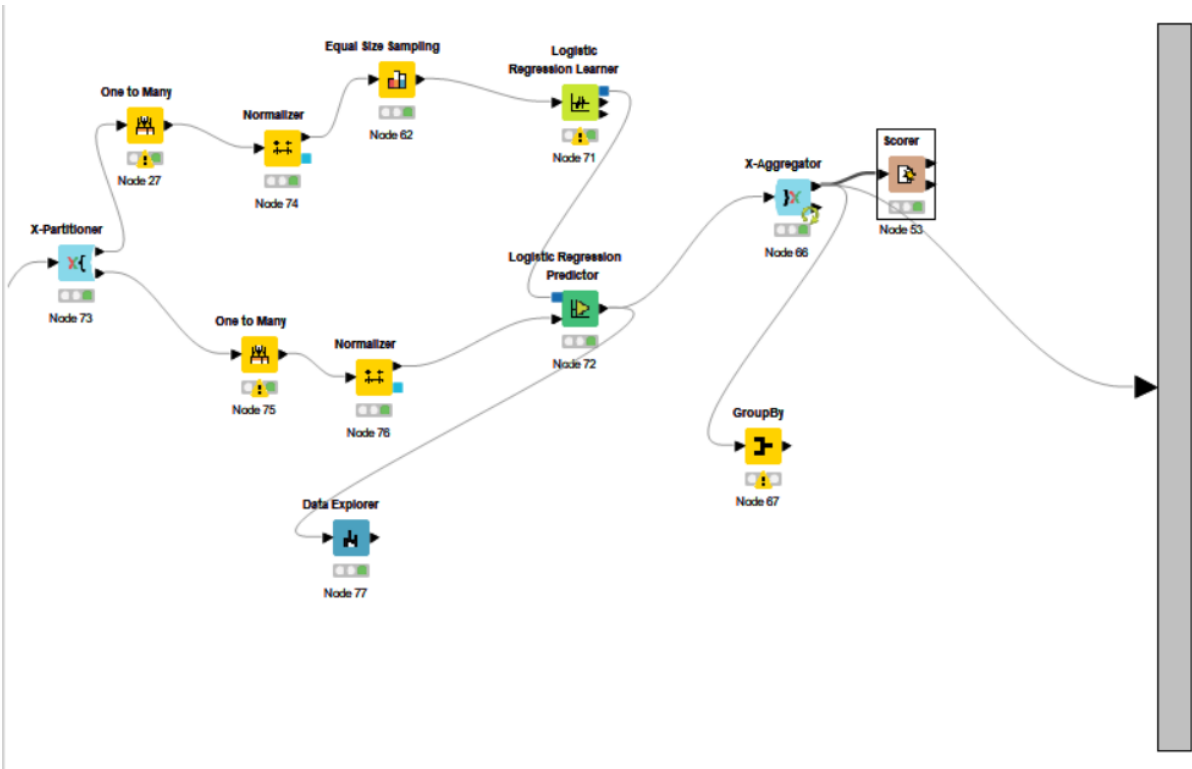 Equal Size Sampling
Node 62
Logistic
Regression Learner
Node 71
One to Many
Node 27
Normalizer
Node 74
X-Aggregator
Node 66
Scorer
Node 53
X-Partitioner
Node 73
Logistic Regression
Predictor
Node 72
One to Many
Node 75
Normalizer
Node 76
GroupBy
Node 67
Data Explorer
Node 77